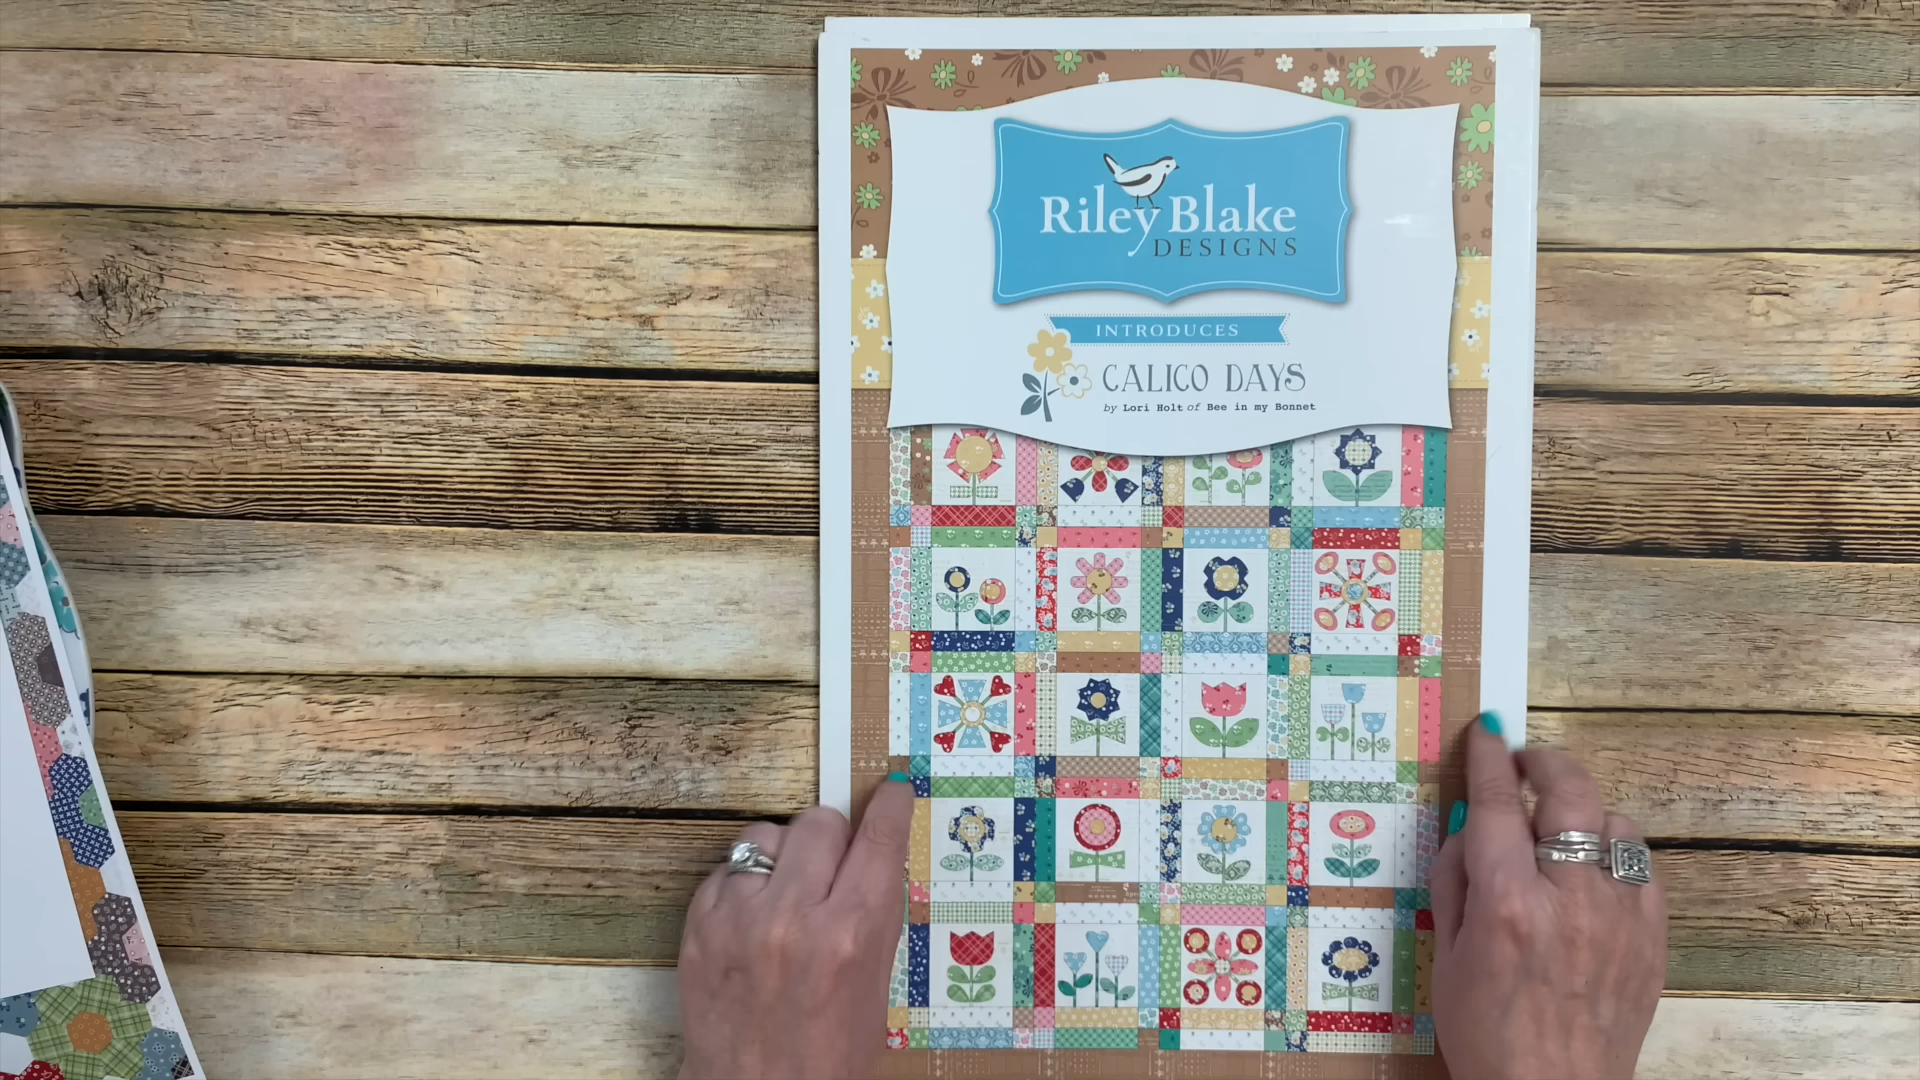 Riley Blake
DESIGNS
INTRODUCES
CALICO DAYS
by Lori Holt of Bee in my Bonnet